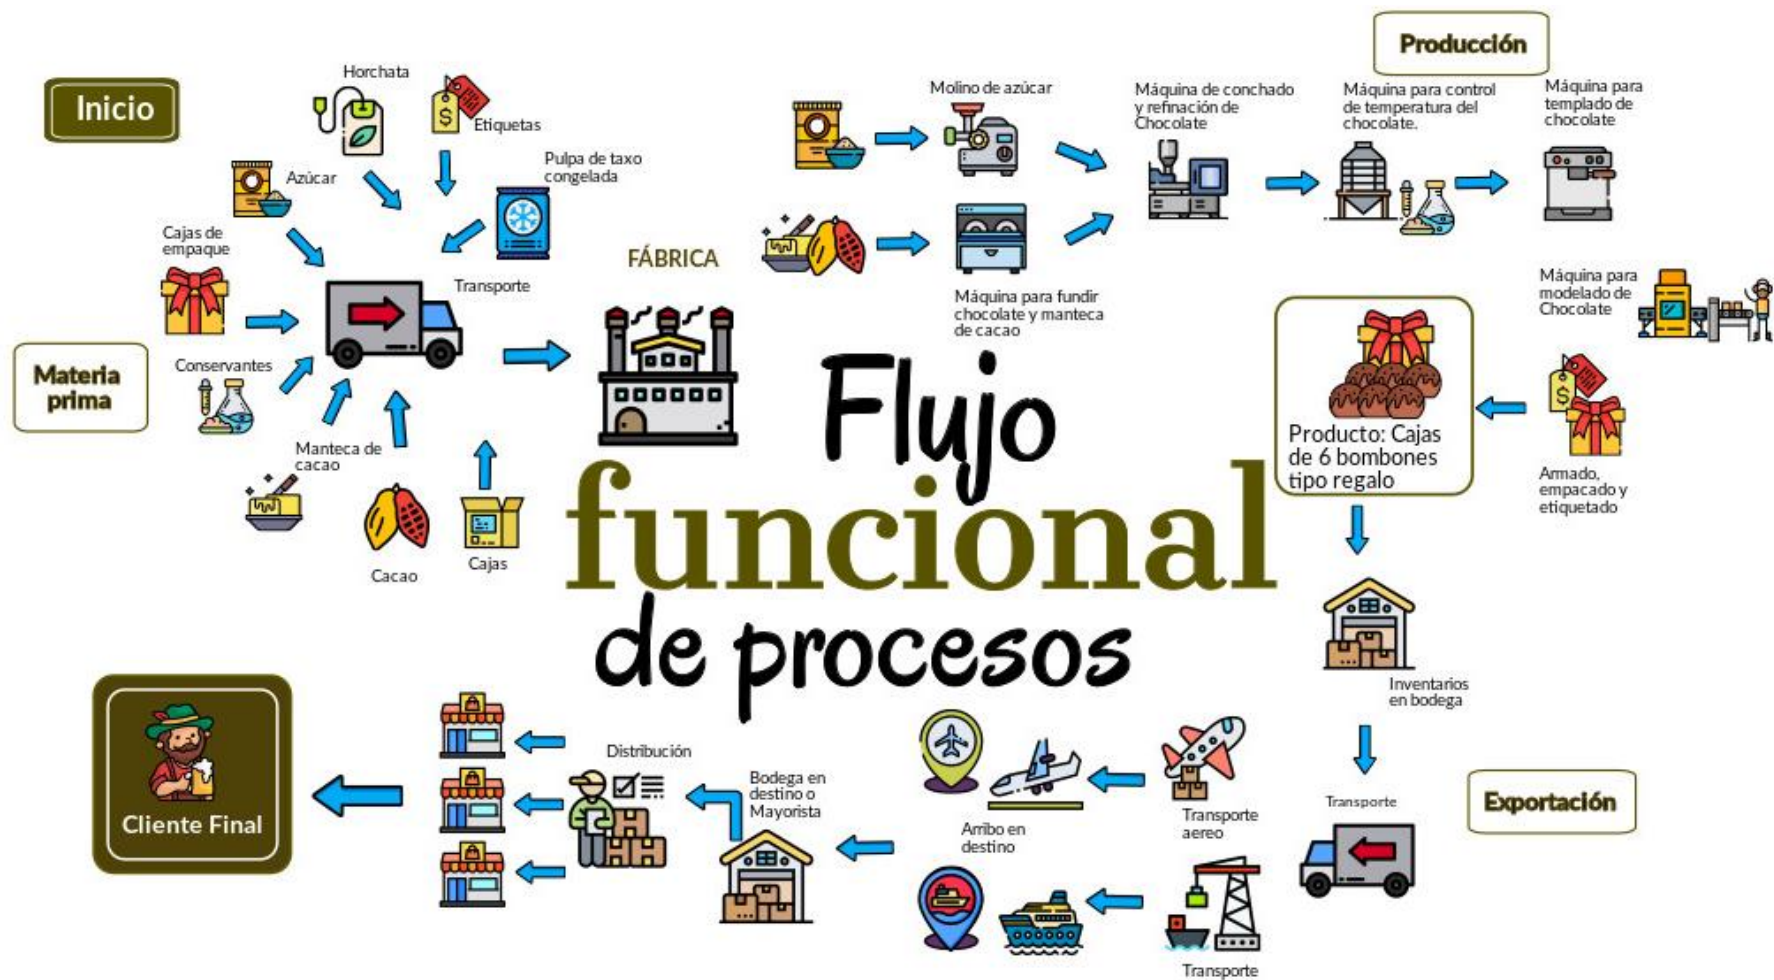 Inicio
Horchata
Etiquetas
Azúcar
Pulpa de taxo
congelada
Cajas de
empaque
Transporte
Materia
prima
Conservantes
Manteca de
cacao
Cacao
Cajas
FÁBRICA
Producción
Molino de azúcar
Máquina de conchado
y refinación de
Chocolate
Máquina para control
de temperatura del
chocolate.
Máquina para
templado de
chocolate
Máquina para fundir
chocolate y manteca
de cacao
Máquina para
modelado de
Chocolate
Armado,
empacado y
etiquetado
Producto: Cajas
de 6 bombones
tipo regalo
Flujo
funcional
de procesos
Inventarios
en bodega
Exportación
Transporte
Transporte
aereo
Transporte
Arribo en
destino
Bodega en
destino o
Mayorista
Distribución
Cliente Final